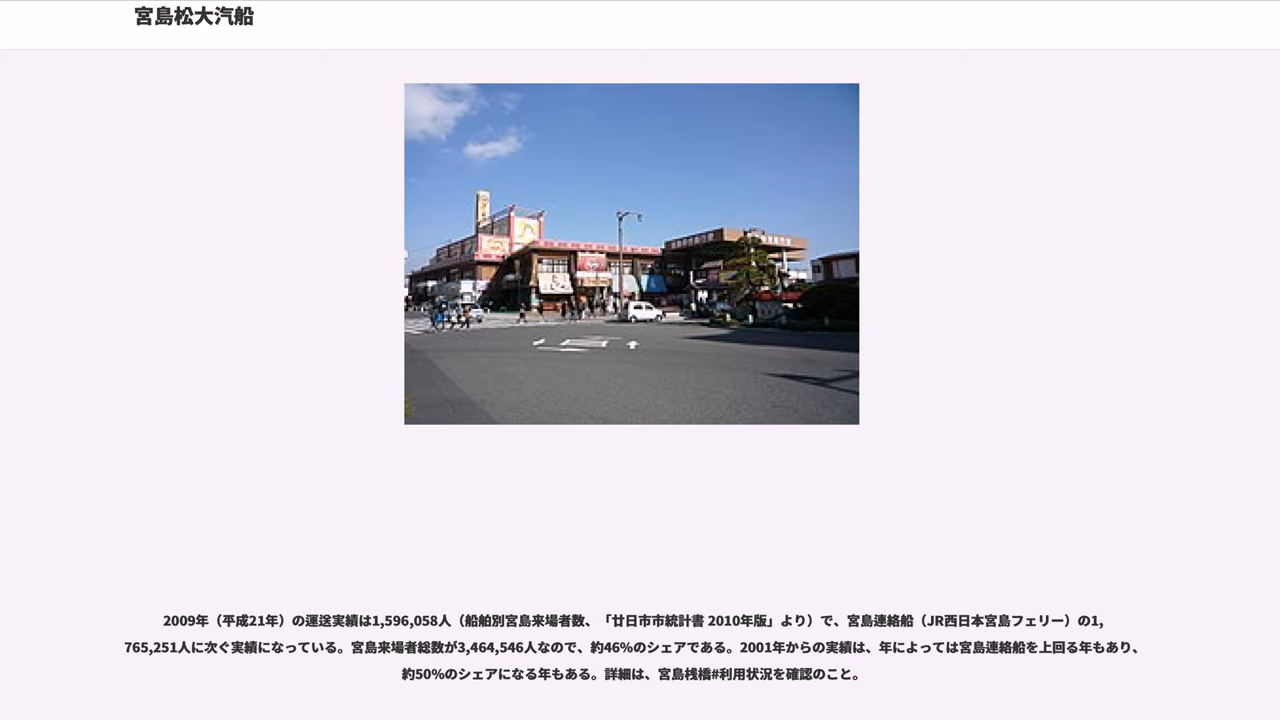 宮島松大汽船
2009年（平成21年）の運送実績は1,596,058人（船舶別宮島来場者数、「廿日市市統計書 2010年版」より）で、宮島連絡船（JR西日本宮島フェリー）の1,
765,251人に次ぐ実績になっている。宮島来場者総数が3,464,546人なので、約46%のシェアである。2001年からの実績は、年によっては宮島連絡船を上回る年もあり、
約50%のシェアになる年もある。詳細は、宮島桟橋#利用状況を確認のこと。